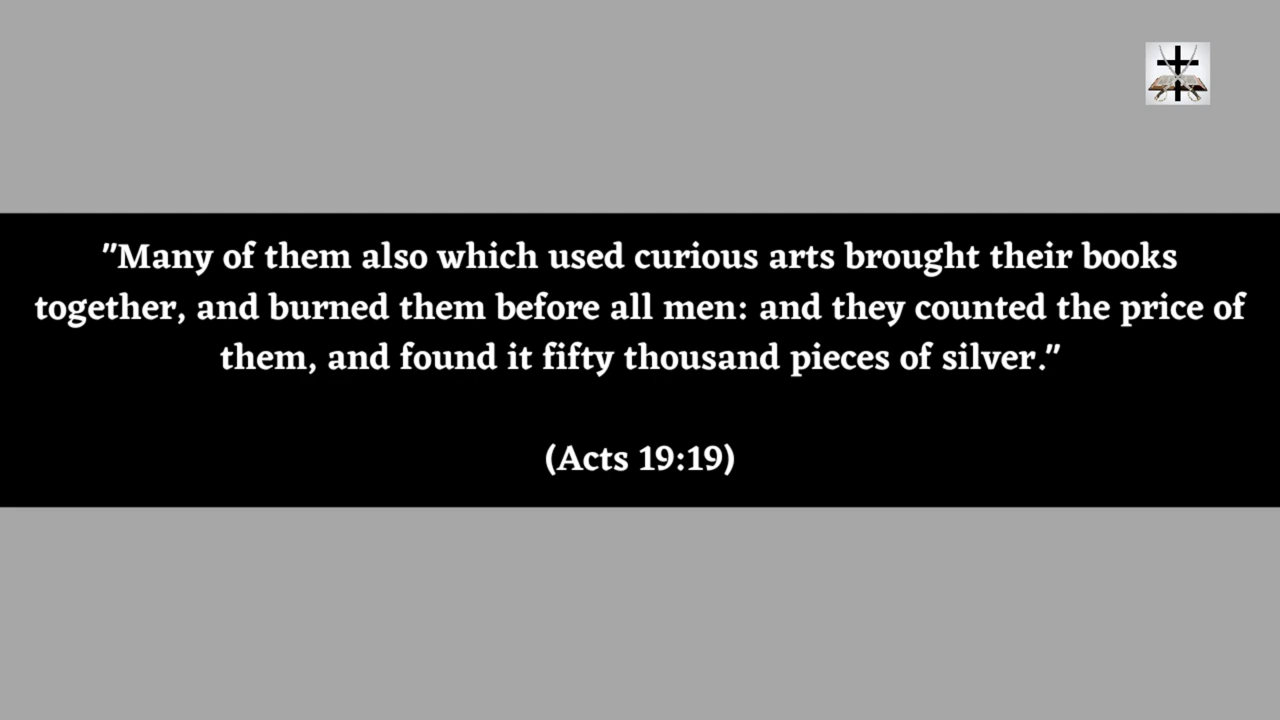 "Many of them also which used curious arts brought their books
together, and burned them before all men: and they counted the price of
them, and found it fifty thousand pieces of silver."
(Acts 19:19)